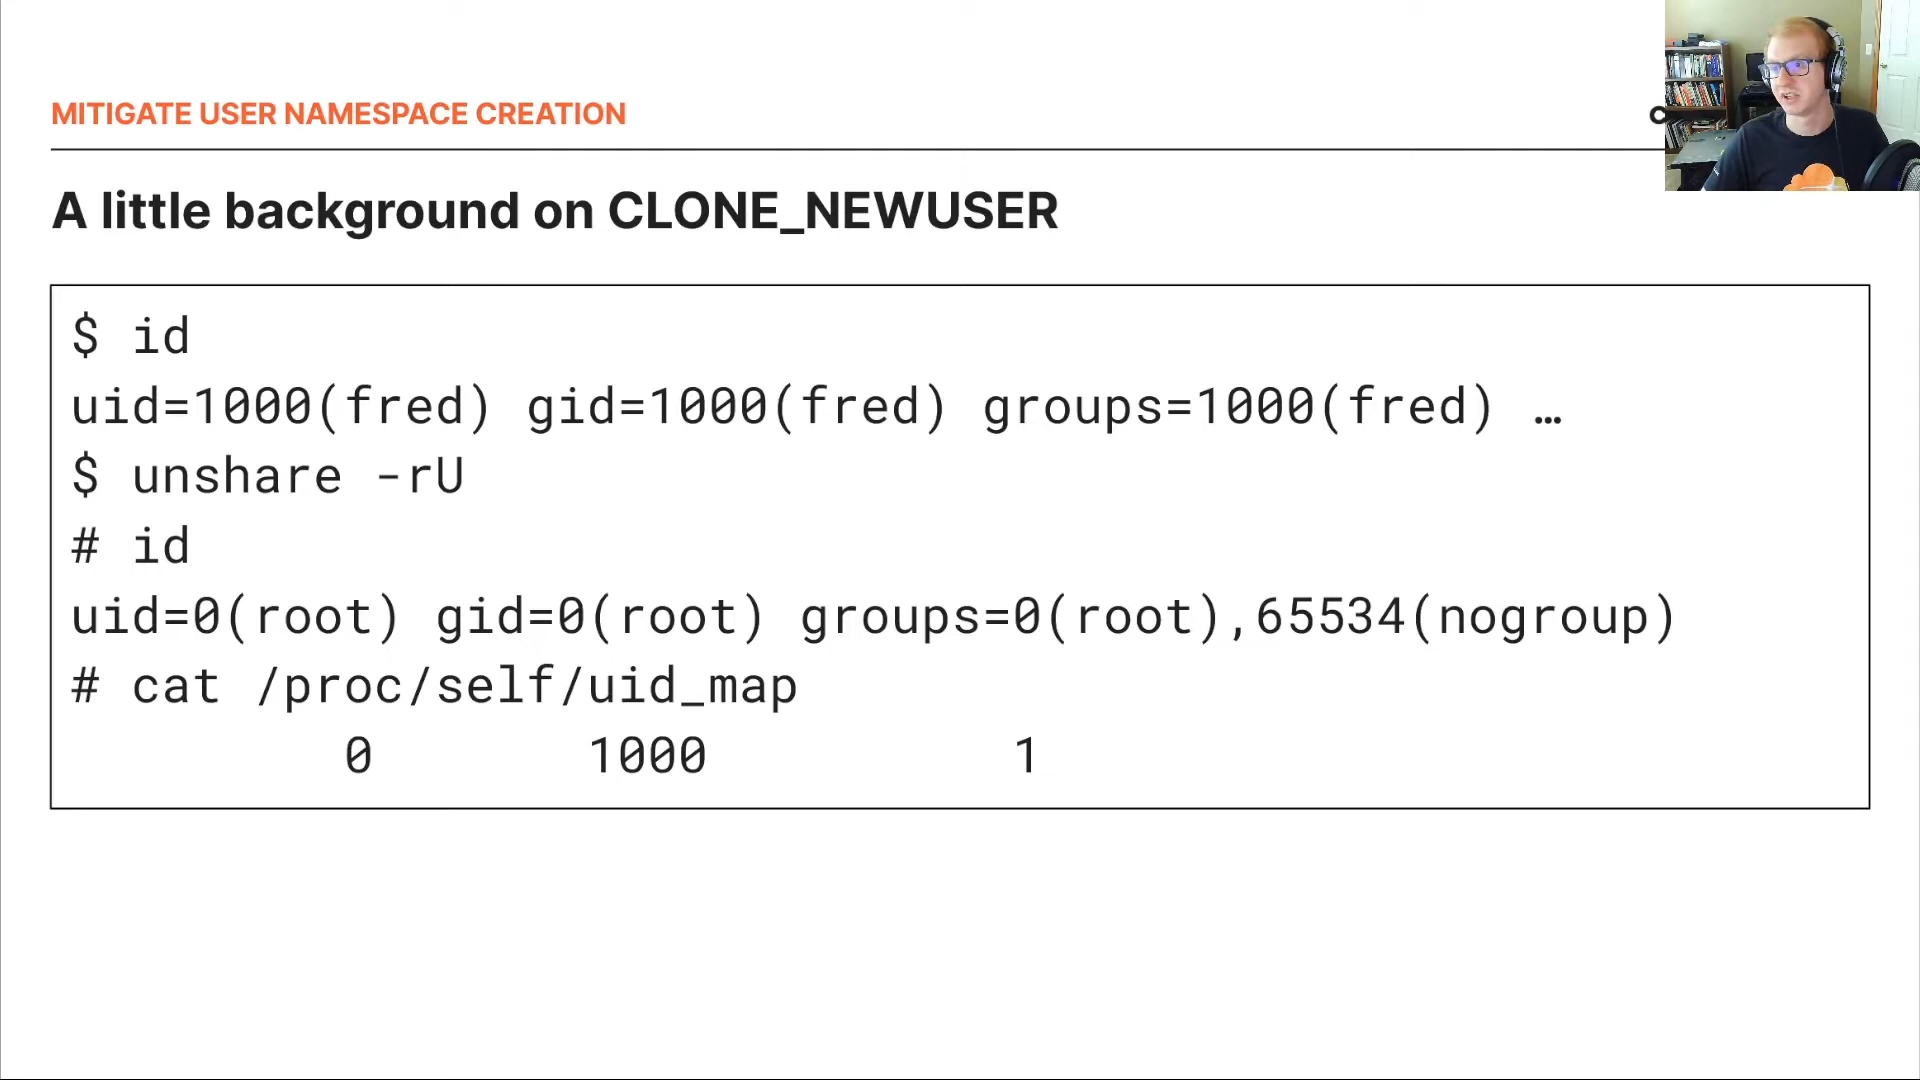 MITIGATE USER NAMESPACE CREATION
A little background on CLONE_NEWUSER
$ id
uid=1000(fred) gid=1000(fred) groups=1000(fred) …
$ unshare -rU
# id
uid=0(root) gid=0(root) groups=0(root),65534(nogroup)
# cat /proc/self/uid_map
0 1000 1